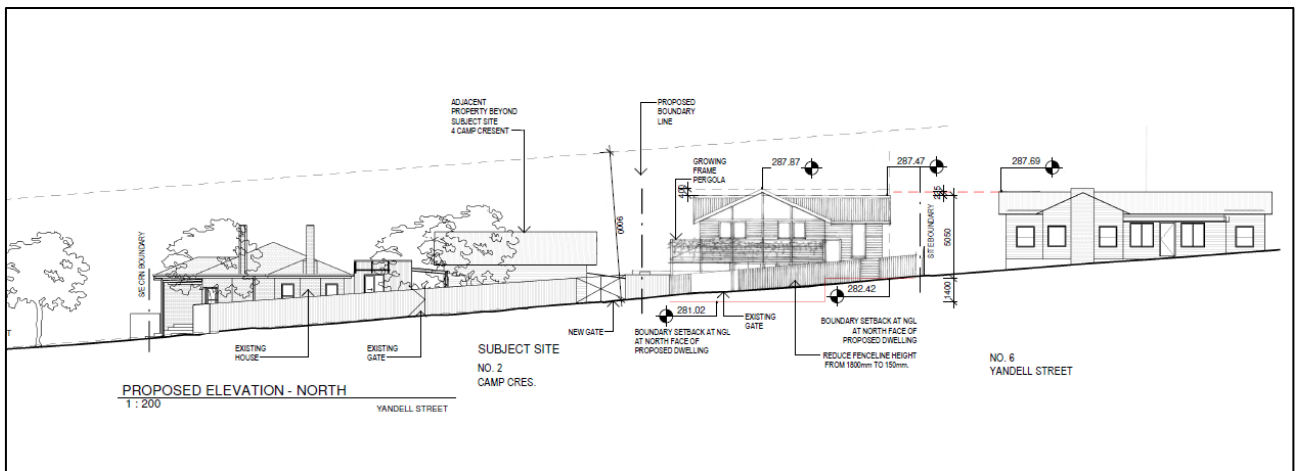 ADJACENT
PROPERTY BEYOND
SUBJECT SITE
4 CAMP CRESENT
PROPOSED
BOUNDARY
LINE
GROWING
FRAME
PERGOLA
287.87
287.47
287.69
400
225
9000
5050
1400
S/E CRN BOUNDARY
SITE BOUNDARY
282.42
281.02
EXISTING
HOUSE
EXISTING
GATE
NEW GATE
BOUNDARY SETBACK AT NGL
AT NORTH FACE OF
PROPOSED DWELLING
EXISTING
GATE
BOUNDARY SETBACK AT NGL
AT NORTH FACE OF
PROPOSED DWELLING
REDUCE FENCELINE HEIGHT
FROM 1800mm TO 150mm.
SUBJECT SITE
NO. 2
CAMP CRES.
NO. 6
YANDELL STREET
PROPOSED ELEVATION - NORTH
1 : 200
YANDELL STREET